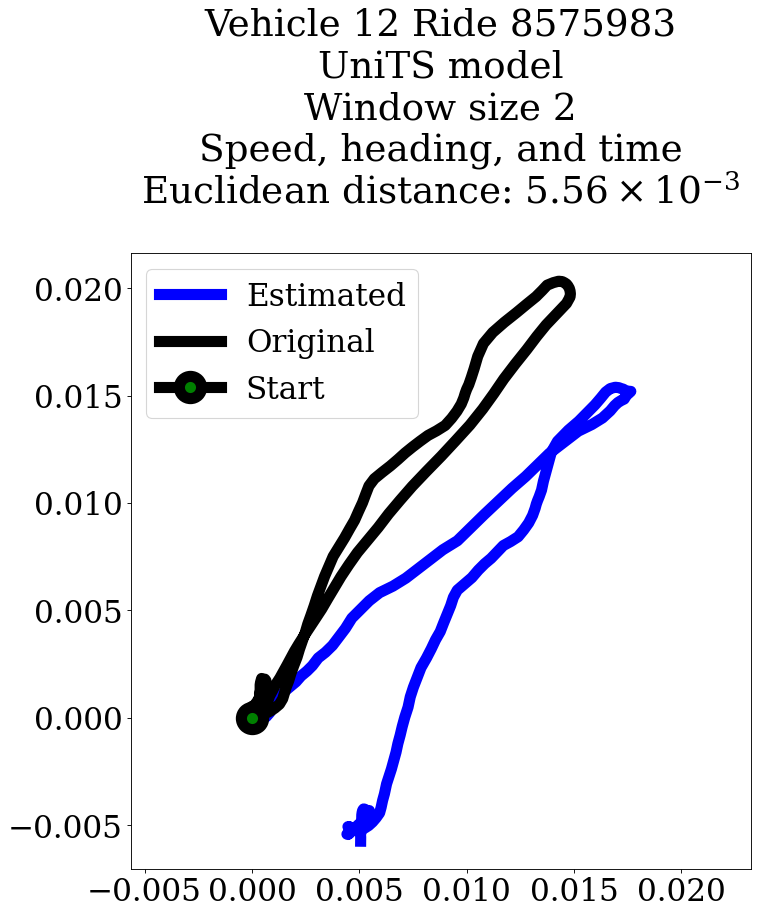 Vehicle 12 Ride 8575983
UniTS model
Window size 2
Speed, heading, and time
Euclidean distance: 5.56 × 10⁻³
Estimated
Original
Start
0.020
0.015
0.010
0.005
0.000
−0.005
−0.005 0.000 0.005 0.010 0.015 0.020